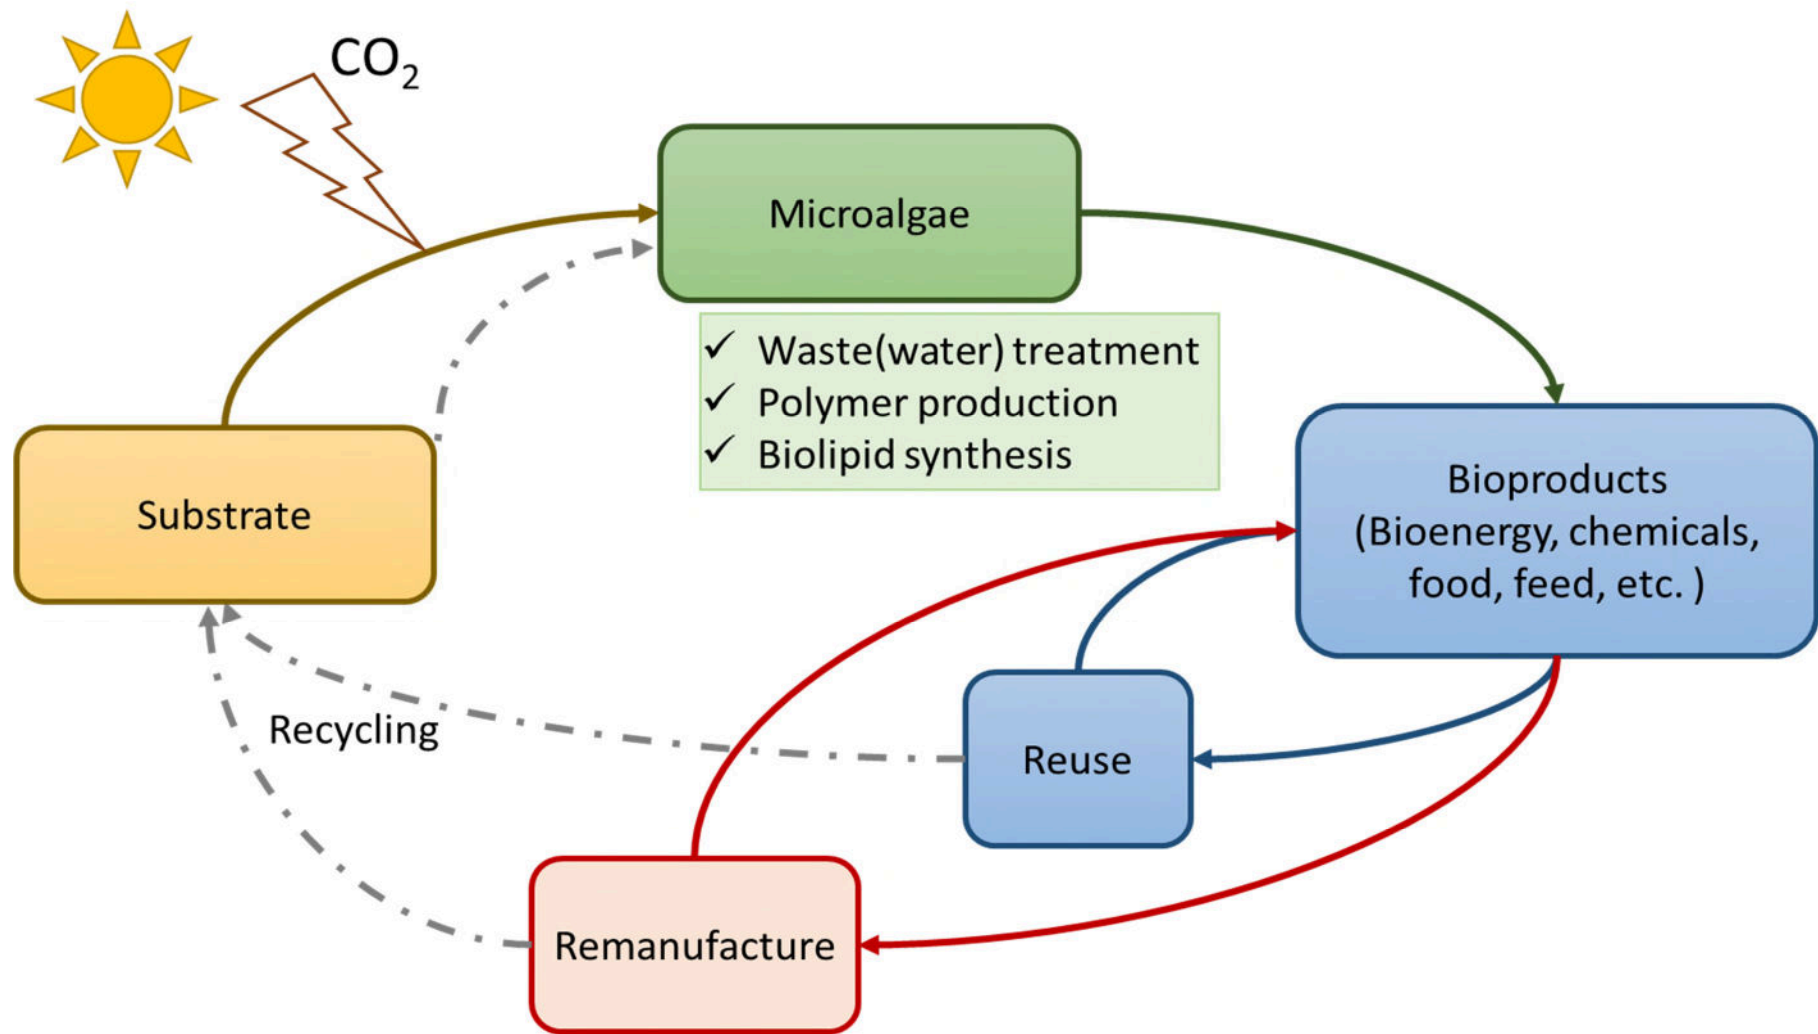 CO₂
Microalgae
✓ Waste(water) treatment
✓ Polymer production
✓ Biolipid synthesis
Substrate
Bioproducts
(Bioenergy, chemicals,
food, feed, etc. )
Recycling
Reuse
Remanufacture